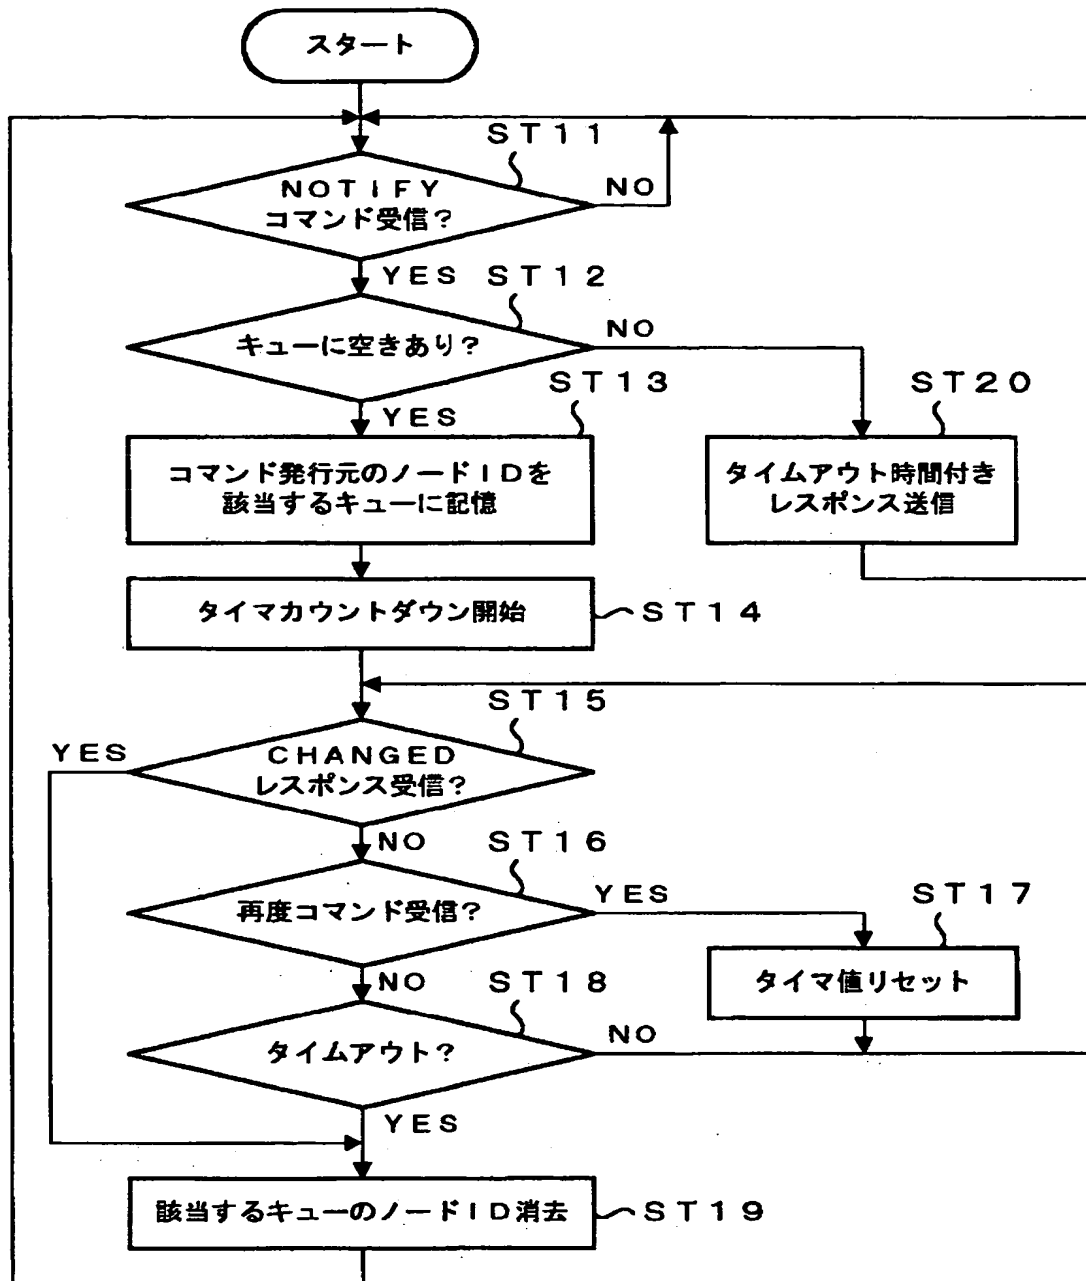 スタート
ST11
NOTIFY
コマンド受信?
NO
YES
ST12
キューに空きあり?
NO
YES
ST13
コマンド発行元のノードIDを
該当するキューに記憶
ST20
タイムアウト時間付き
レスポンス送信
タイマカウントダウン開始
ST14
ST15
CHANGED
レスポンス受信?
YES
NO
ST16
再度コマンド受信?
YES
ST17
タイマ値リセット
NO
ST18
タイムアウト?
NO
YES
該当するキューのノードID消去
ST19